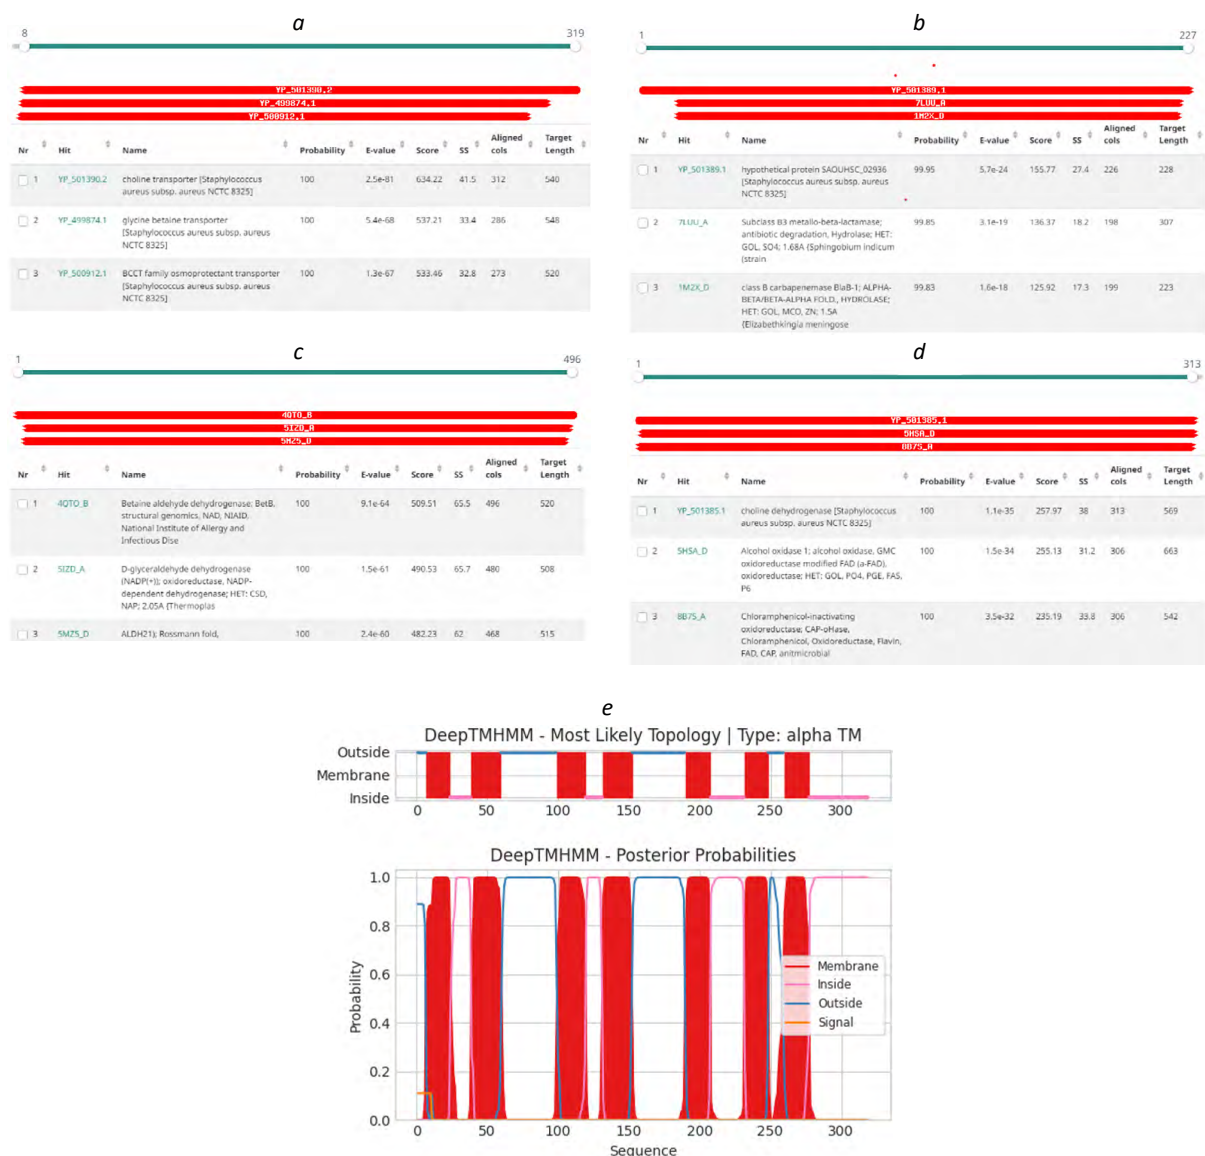 a
8 319
YP_501390.2
YP_499874.1
YP_500912.1
Nr Hit Name Probability E-value Score SS Aligned cols Target Length
1 YP_501390.2 choline transporter [Staphylococcus 100 2.5e-81 634.22 41.5 312 540
aureus subsp. aureus NCTC 8325]
2 YP_499874.1 glycine betaine transporter 100 5.4e-68 537.21 33.4 286 548
[Staphylococcus aureus subsp. aureus
NCTC 8325]
3 YP_500912.1 BCCT family osmoprotectant transporter 100 1.3e-67 533.46 32.8 273 520
[Staphylococcus aureus subsp. aureus
NCTC 8325]
b
1 227
YP_501389.1
7LUU_A
1M2X_D
Nr Hit Name Probability E-value Score SS Aligned cols Target Length
1 YP_501389.1 hypothetical protein SAOUHSC_02936 99.95 5.7e-24 155.77 27.4 226 228
[Staphylococcus aureus subsp. aureus
NCTC 8325]
2 7LUU_A Subclass B3 metallo-beta-lactamase; 99.85 3.1e-19 136.37 18.2 198 307
antibiotic degradation, Hydrolase; HET:
GOL, SO4; 1.68A {Sphingobium indicum
(strain
3 1M2X_D class B carbapenemase BlaB-1; ALPHA- 99.83 1.6e-18 125.92 17.3 199 223
BETA/BETA-ALPHA FOLD., HYDROLASE;
HET: GOL, MCO, ZN; 1.5A
{Elizabethkingia meningose
c
1 496
4QTO_B
5IZD_A
5MZ5_D
Nr Hit Name Probability E-value Score SS Aligned cols Target Length
1 4QTO_B Betaine aldehyde dehydrogenase; BetB, 100 9.1e-64 509.51 65.5 496 520
structural genomics, NAD, NIAID,
National Institute of Allergy and
Infectious Dise
2 5IZD_A D-glyceraldehyde dehydrogenase 100 1.5e-61 490.53 65.7 480 508
(NADP(+)); oxidoreductase, NADP-
dependent dehydrogenase; HET: CSD,
NAP; 2.05A {Thermoplas
3 5MZ5_D ALDH21); Rossmann fold, 100 2.4e-60 482.23 62 468 515
d
1 313
YP_501385.1
5HSA_D
8B7S_A
Nr Hit Name Probability E-value Score SS Aligned cols Target Length
1 YP_501385.1 choline dehydrogenase [Staphylococcus 100 1.1e-35 257.97 38 313 569
aureus subsp. aureus NCTC 8325]
2 5HSA_D Alcohol oxidase 1; alcohol oxidase, GMC 100 1.5e-34 255.13 31.2 306 663
oxidoreductase modified FAD (a-FAD),
oxidoreductase; HET: GOL, PO4, PGE, FAS,
P6
3 8B7S_A Chloramphenicol-inactivating 100 3.5e-32 235.19 33.8 306 542
oxidoreductase; CAP-oHase,
Chloramphenicol, Oxidoreductase, Flavin,
FAD, CAP, anitmicrobial
e
DeepTMHMM - Most Likely Topology | Type: alpha TM
Outside
Membrane
Inside
0 50 100 150 200 250 300
DeepTMHMM - Posterior Probabilities
1.0
0.8
0.6
0.4
0.2
0.0
Probability
Membrane
Inside
Outside
Signal
0 50 100 150 200 250 300
Sequence